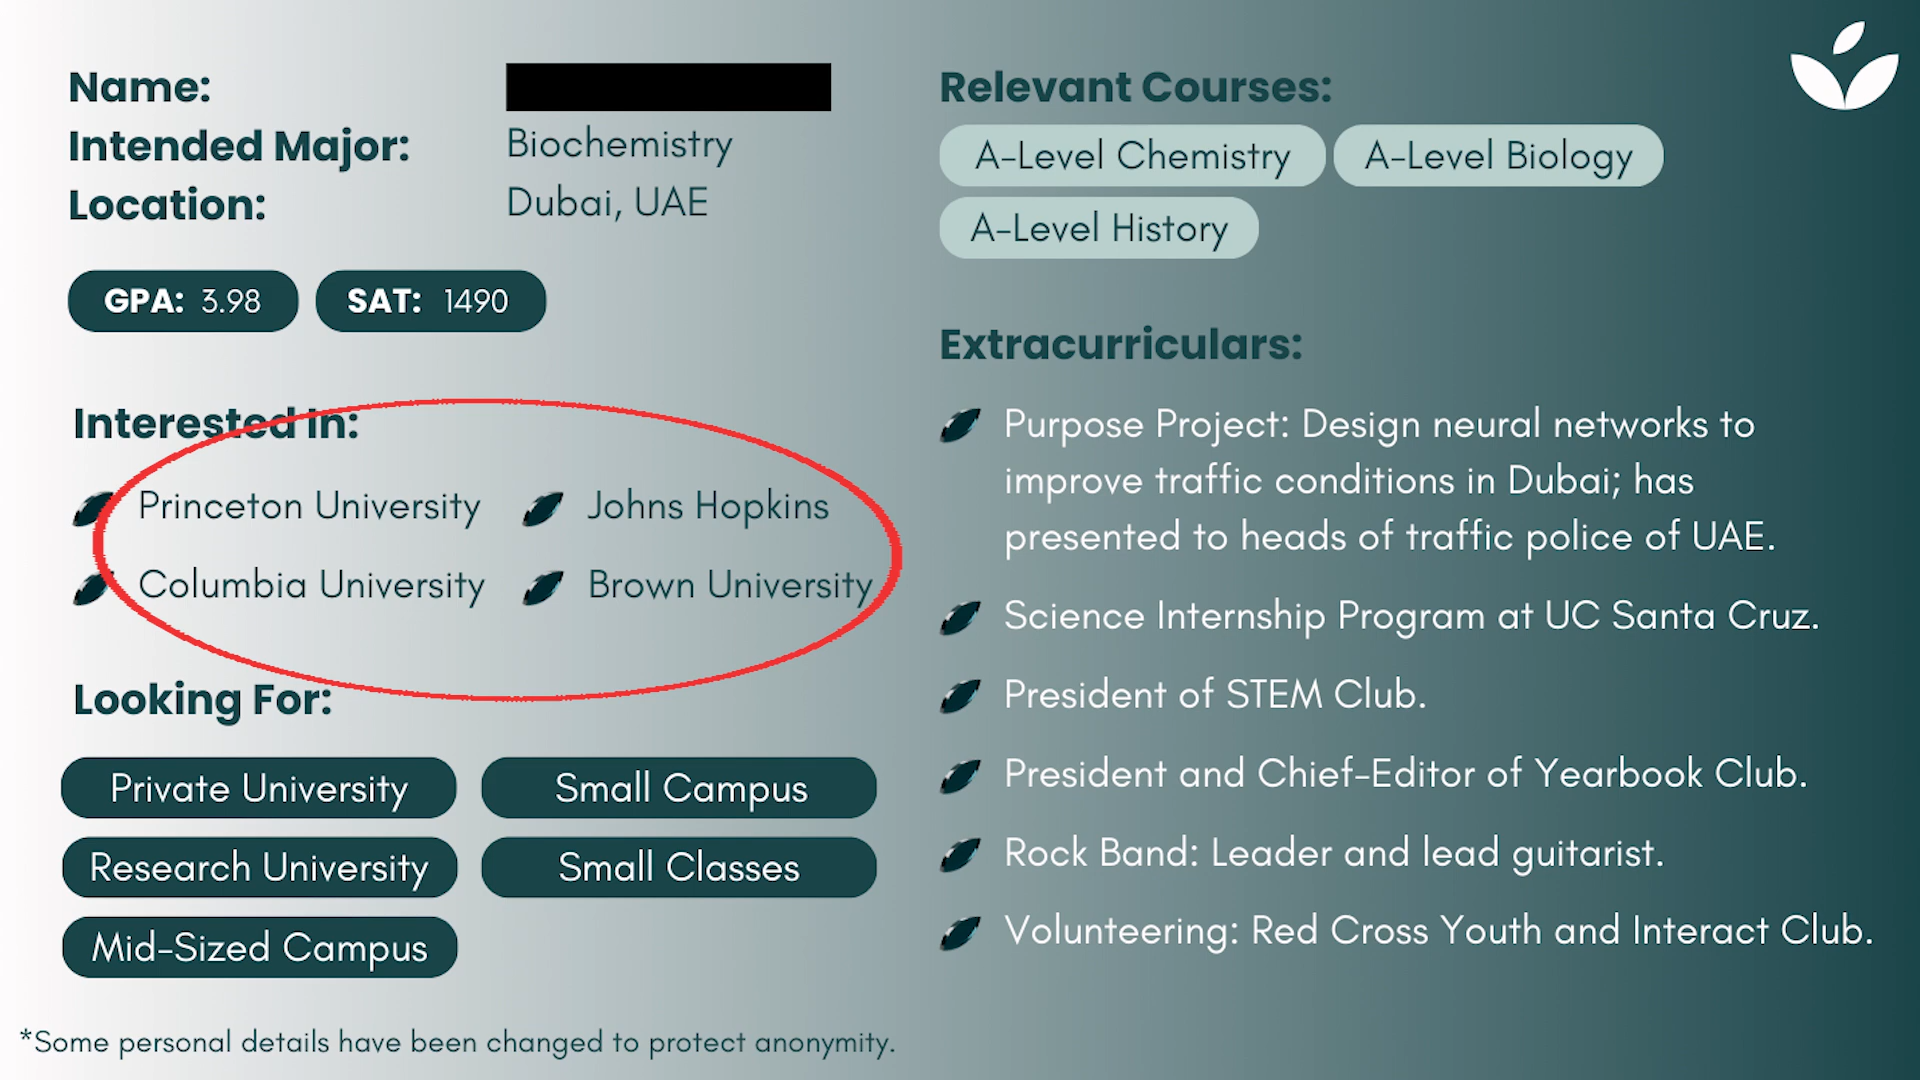 Name:
Intended Major: Biochemistry
Location: Dubai, UAE
GPA: 3.98 SAT: 1490
Interested In:
Princeton University Johns Hopkins
Columbia University Brown University
Looking For:
Private University Small Campus
Research University Small Classes
Mid-Sized Campus
*Some personal details have been changed to protect anonymity.
Relevant Courses:
A-Level Chemistry A-Level Biology
A-Level History
Extracurriculars:
Purpose Project: Design neural networks to
improve traffic conditions in Dubai; has
presented to heads of traffic police of UAE.
Science Internship Program at UC Santa Cruz.
President of STEM Club.
President and Chief-Editor of Yearbook Club.
Rock Band: Leader and lead guitarist.
Volunteering: Red Cross Youth and Interact Club.